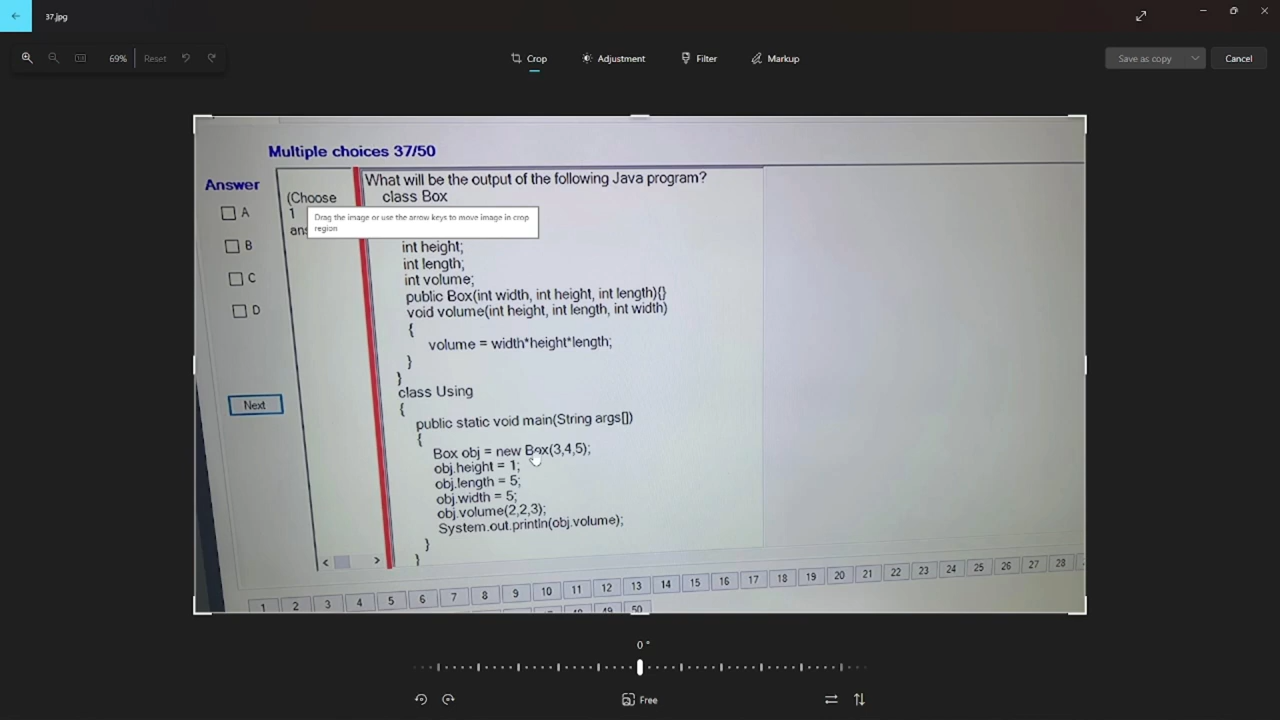 37.jpg
69%
Reset
Crop
Adjustment
Filter
Markup
Save as copy
Cancel
Multiple choices 37/50
Answer
A
B
C
D
Next
(Choose
1
Drag the image or use the arrow keys to move image in crop
region
What will be the output of the following Java program?
class Box
int height;
int length;
int volume;
public Box(int width, int height, int length){}
void volume(int height, int length, int width)
{
volume = width*height*length;
}
}
class Using
{
public static void main(String args[])
{
Box obj = new Box(3,4,5);
obj.height = 1;
obj.length = 5;
obj.width = 5;
obj.volume(2,2,3);
System.out.println(obj.volume);
}
}
< >
1 2 3 4 5 6 7 8 9 10 11 12 13 14 15 16 17 18 19 20 21 22 23 24 25 26 27 28
48 49 50
0°
Free